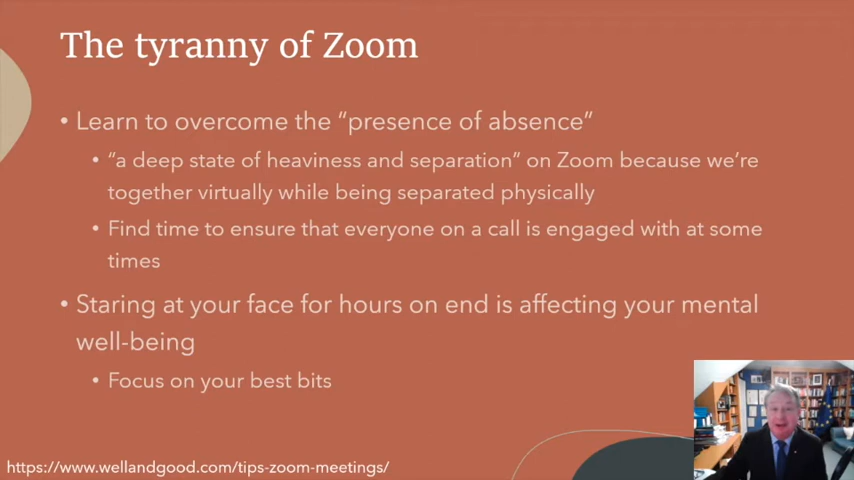 The tyranny of Zoom
• Learn to overcome the “presence of absence”
• “a deep state of heaviness and separation” on Zoom because we’re
together virtually while being separated physically
• Find time to ensure that everyone on a call is engaged with at some
times
• Staring at your face for hours on end is affecting your mental
well-being
• Focus on your best bits
https://www.wellandgood.com/tips-zoom-meetings/